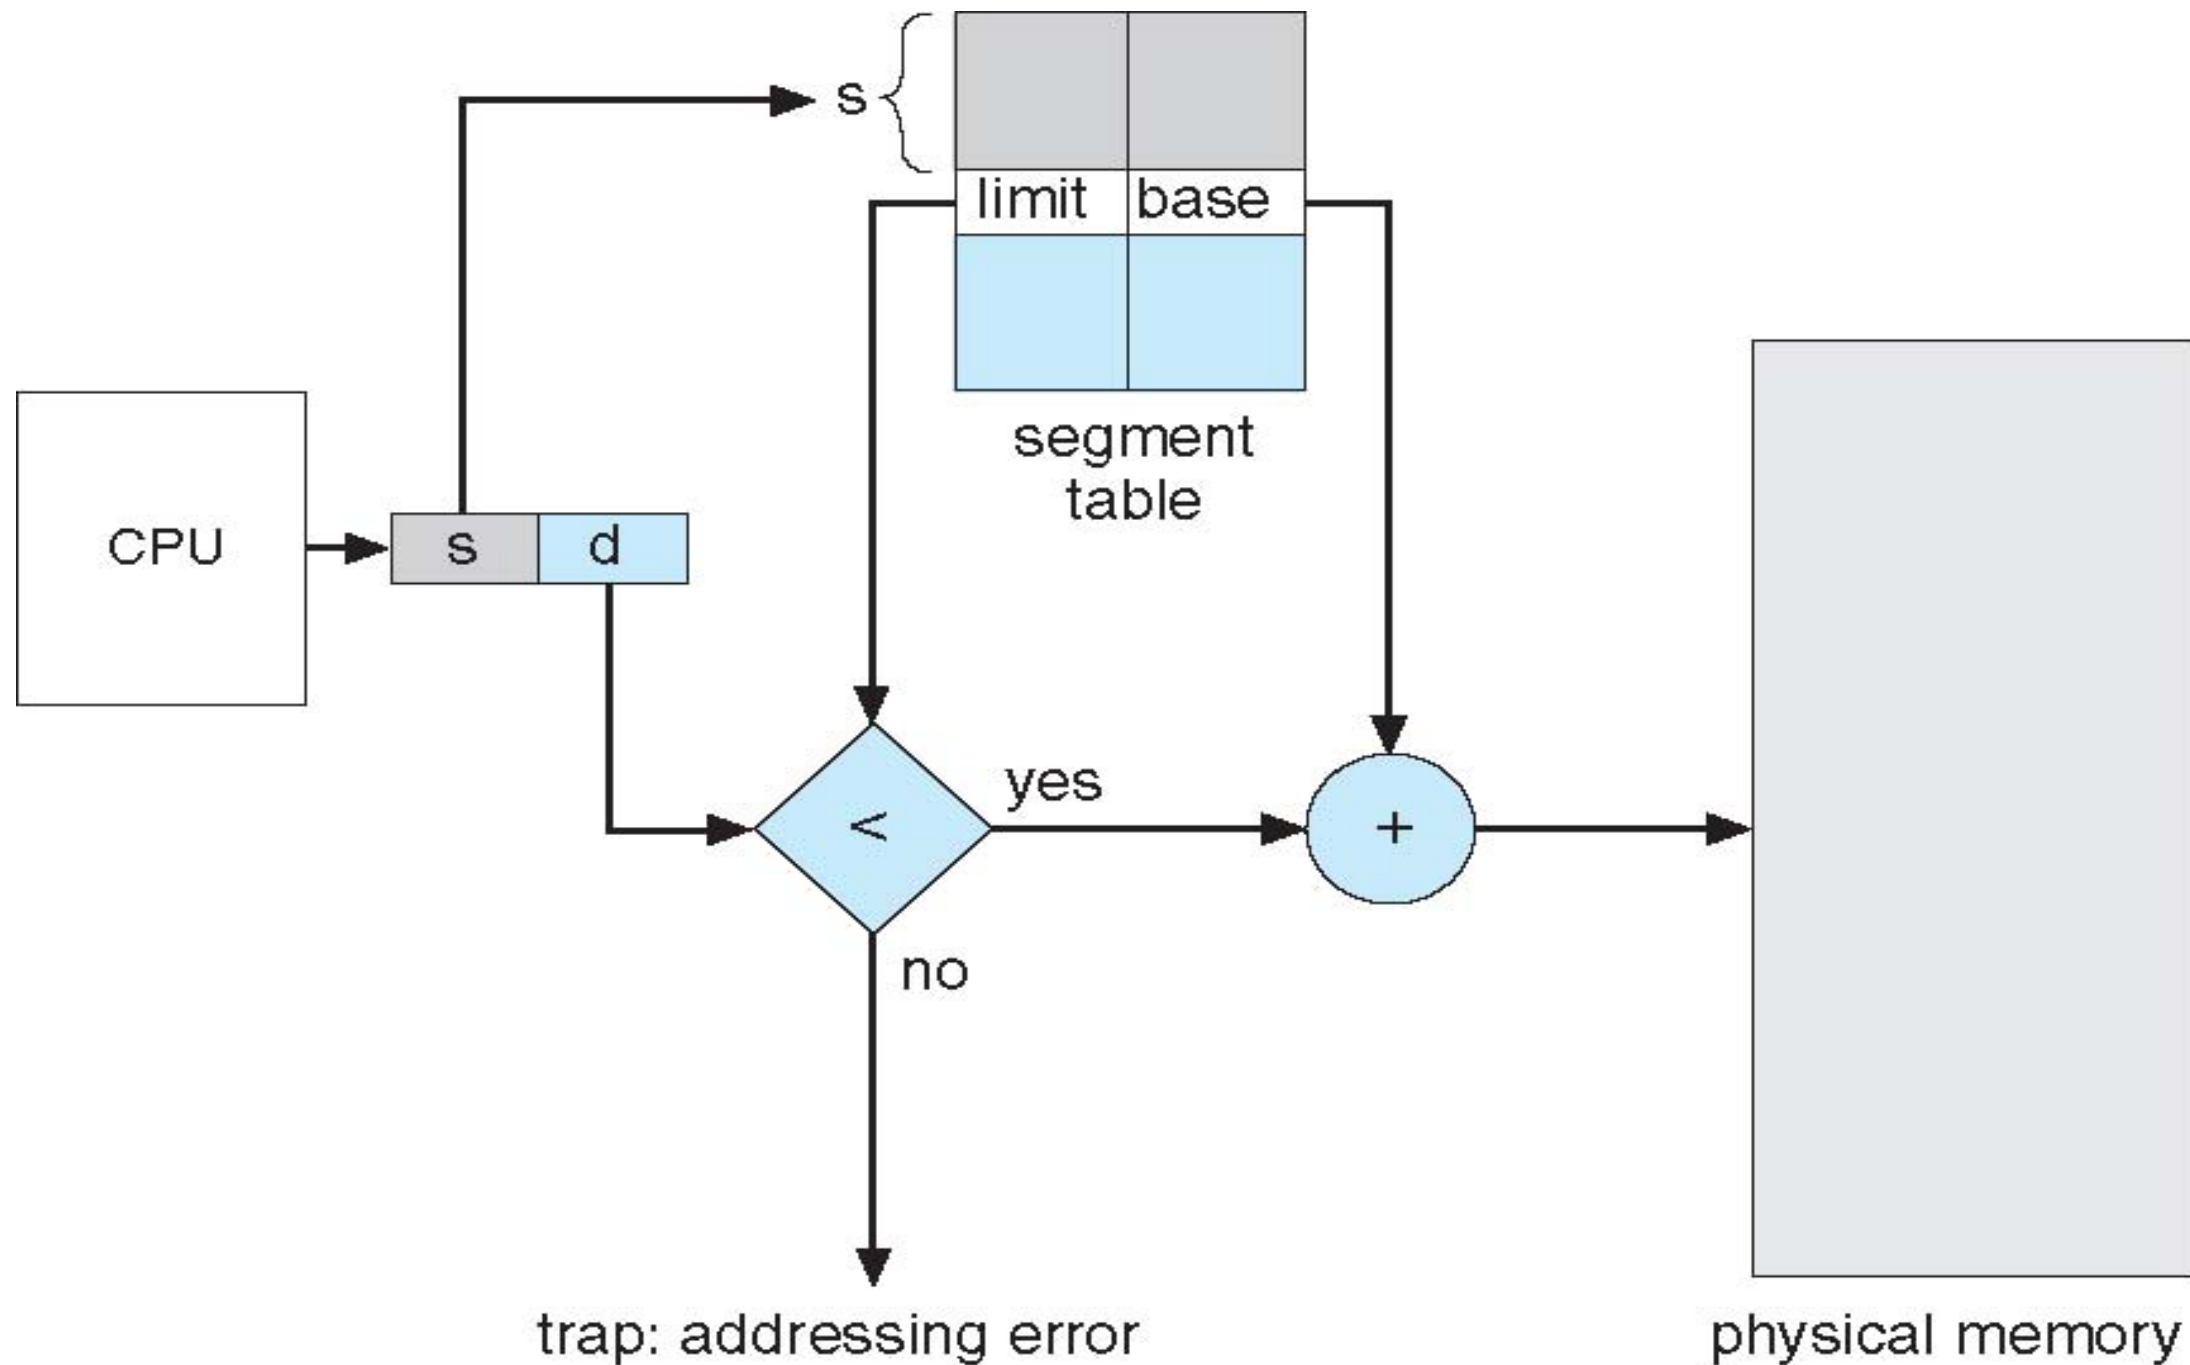 s
limit base
segment
table
CPU
s d
yes
<
+
no
trap: addressing error
physical memory